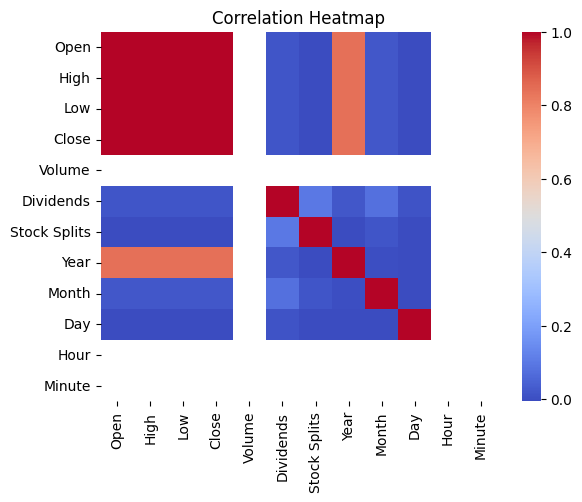 Correlation Heatmap
Open
High
Low
Close
Volume
Dividends
Stock Splits
Year
Month
Day
Hour
Minute
Open
High
Low
Close
Volume
Dividends
Stock Splits
Year
Month
Day
Hour
Minute
1.0
0.8
0.6
0.4
0.2
0.0